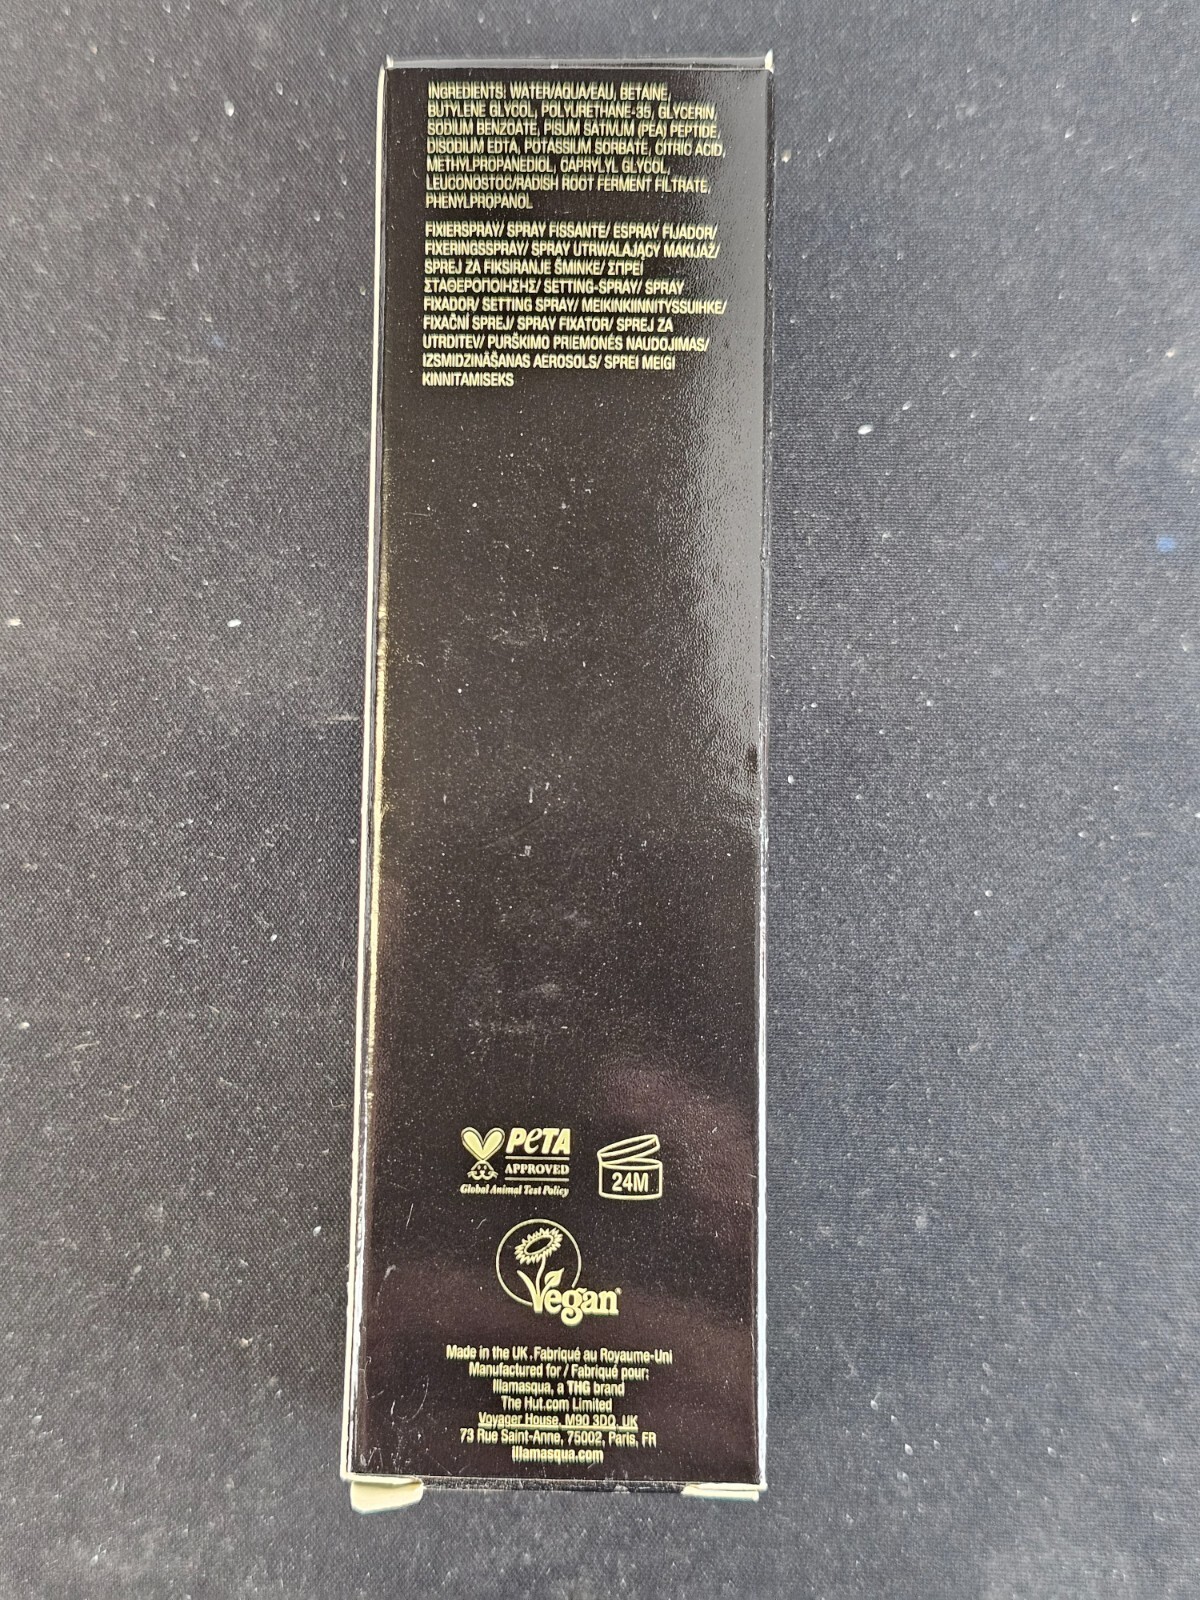 INGREDIENTS: WATER/AQUA/EAU, BETAINE,
BUTYLENE GLYCOL, POLYURETHANE-35, GLYCERIN,
SODIUM BENZOATE, PISUM SATIVUM (PEA) PEPTIDE,
DISODIUM EDTA, POTASSIUM SORBATE, CITRIC ACID,
METHYLPROPANEDIOL, CAPRYLYL GLYCOL,
LEUCONOSTOC/RADISH ROOT FERMENT FILTRATE,
PHENYLPROPANOL
FIXIERSPRAY/ SPRAY FISSANTE/ ESPRAY FIJADOR/
FIXERINGSSPRAY/ SPRAY UTRWALAJĄCY MAKIJAŻ/
SPREJ ZA FIKSIRANJE ŠMINKE/ ΣΠΡΕΪ
ΣΤΑΘΕΡΟΠΟΙΗΣΗΣ/ SETTING-SPRAY/ SPRAY
FIXADOR/ SETTING SPRAY/ MEIKINKIINNITYSSUIHKE/
FIXAČNÍ SPREJ/ SPRAY FIXATOR/ SPREJ ZA
UTRDITEV/ PURŠKIMO PRIEMONĖS NAUDOJIMAS/
IZSMIDZINĀŠANAS AEROSOLS/ SPREI MEIGI
KINNITAMISEKS
PETA
APPROVED
Global Animal Test Policy
24M
Vegan
Made in the UK. Fabriqué au Royaume-Uni
Manufactured for / Fabriqué pour:
Illamasqua, a THG brand
The Hut.com Limited
Voyager House, M90 3DQ, UK
73 Rue Saint-Anne, 75002, Paris, FR
illamasqua.com